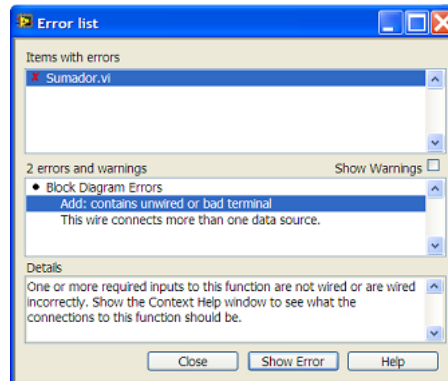 Error list
Items with errors
Sumador.vi
2 errors and warnings Show Warnings
Block Diagram Errors
Add: contains unwired or bad terminal
This wire connects more than one data source.
Details
One or more required inputs to this function are not wired or are wired
incorrectly. Show the Context Help window to see what the
connections to this function should be.
Close Show Error Help